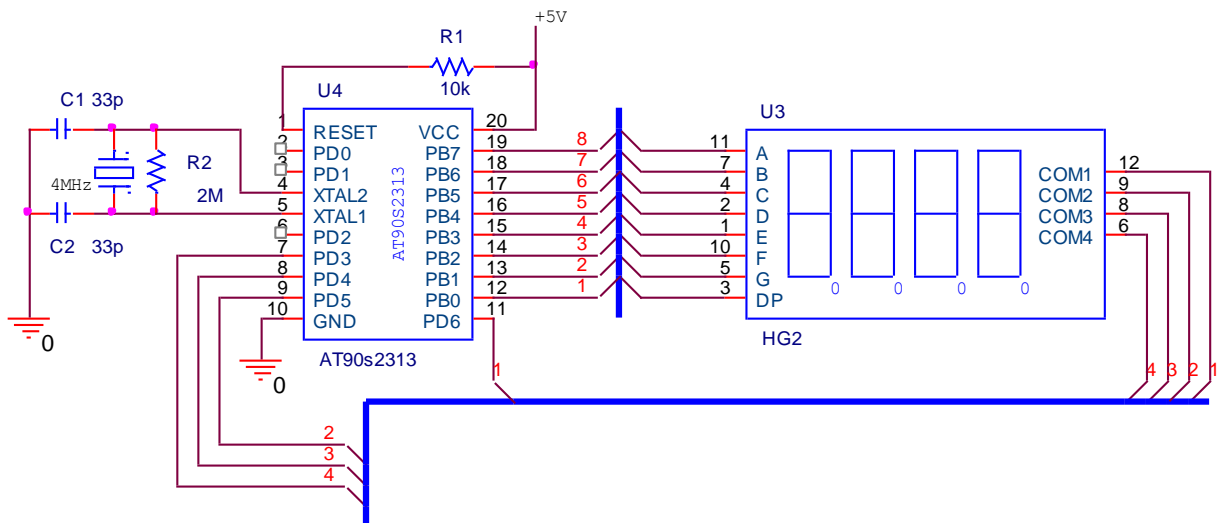 +5V
R1
10k
U4
C1 33p
R2
2M
4MHz
C2 33p
0
1 RESET VCC 20
2 PD0 PB7 19 8
3 PD1 PB6 18 7
4 XTAL2 PB5 17 6
5 XTAL1 PB4 16 5
6 PD2 PB3 15 4
7 PD3 PB2 14 3
8 PD4 PB1 13 2
9 PD5 PB0 12 1
10 GND PD6 11
AT90S2313
AT90s2313
0
1
U3
11 A
7 B
4 C
2 D
1 E
10 F
5 G
3 DP
COM1 12
COM2 9
COM3 8
COM4 6
0 0 0 0
HG2
4 3 2 1
2
3
4